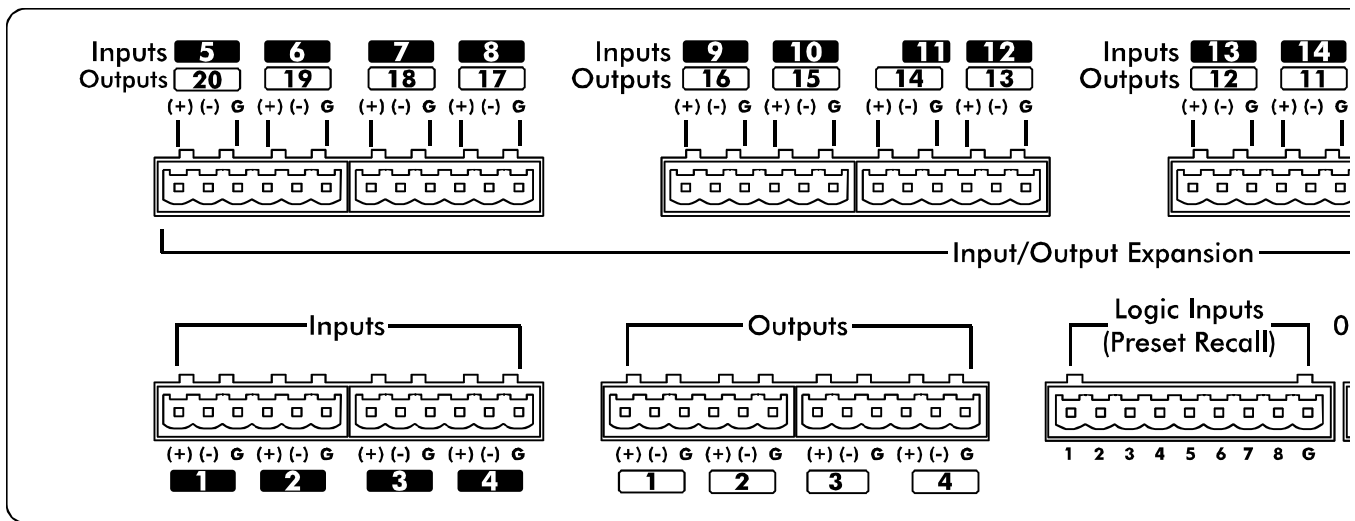 Inputs 5 6 7 8 Inputs 9 10 11 12 Inputs 13 14
Outputs 20 19 18 17 Outputs 16 15 14 13 Outputs 12 11
(+) (-) G (+) (-) G (+) (-) G (+) (-) G (+) (-) G (+) (-) G (+) (-) G (+) (-) G (+) (-) G (+) (-) G
Input/Output Expansion
Inputs Outputs Logic Inputs
(Preset Recall)
(+) (-) G (+) (-) G (+) (-) G (+) (-) G (+) (-) G (+) (-) G (+) (-) G (+) (-) G 1 2 3 4 5 6 7 8 G
1 2 3 4 1 2 3 4